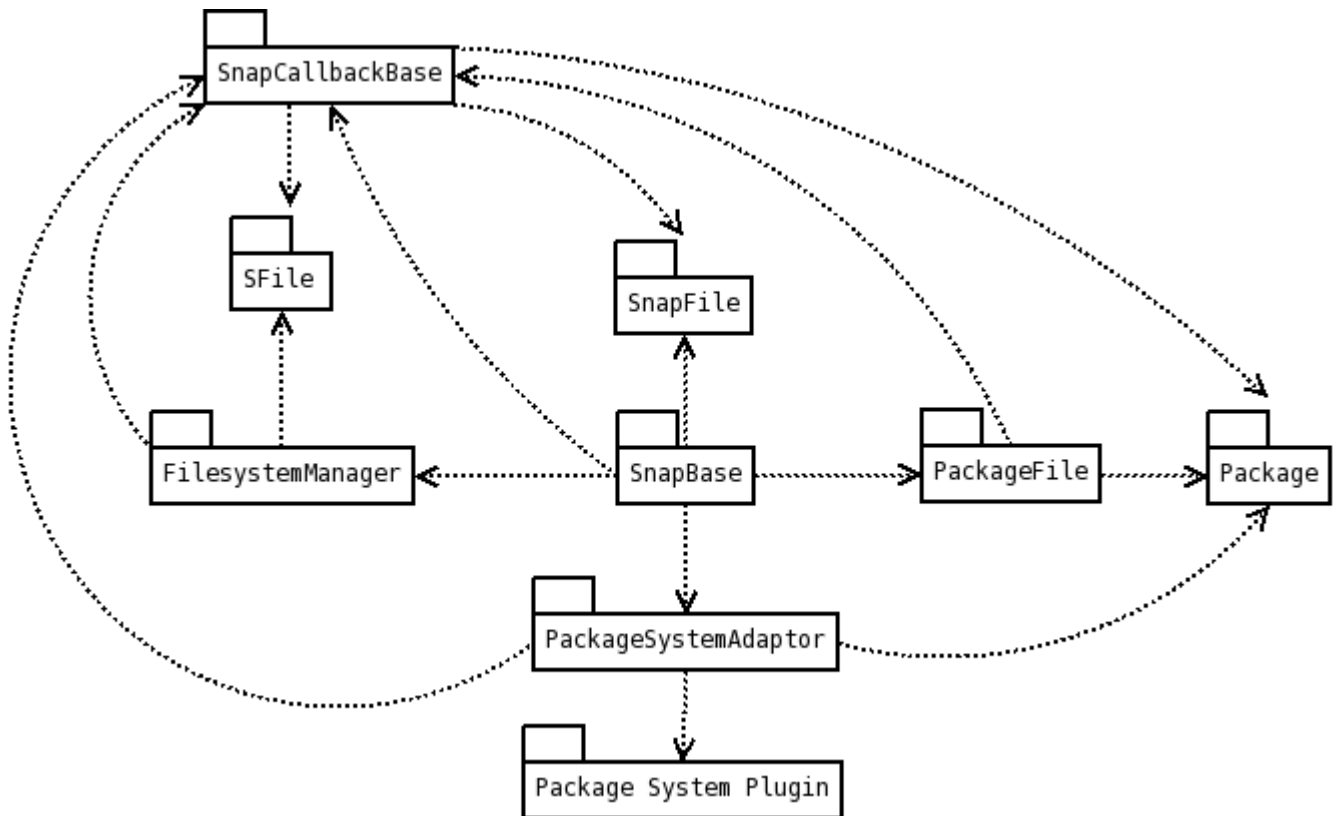 SnapCallbackBase
SFile
SnapFile
FilesystemManager
SnapBase
PackageFile
Package
PackageSystemAdaptor
Package System Plugin